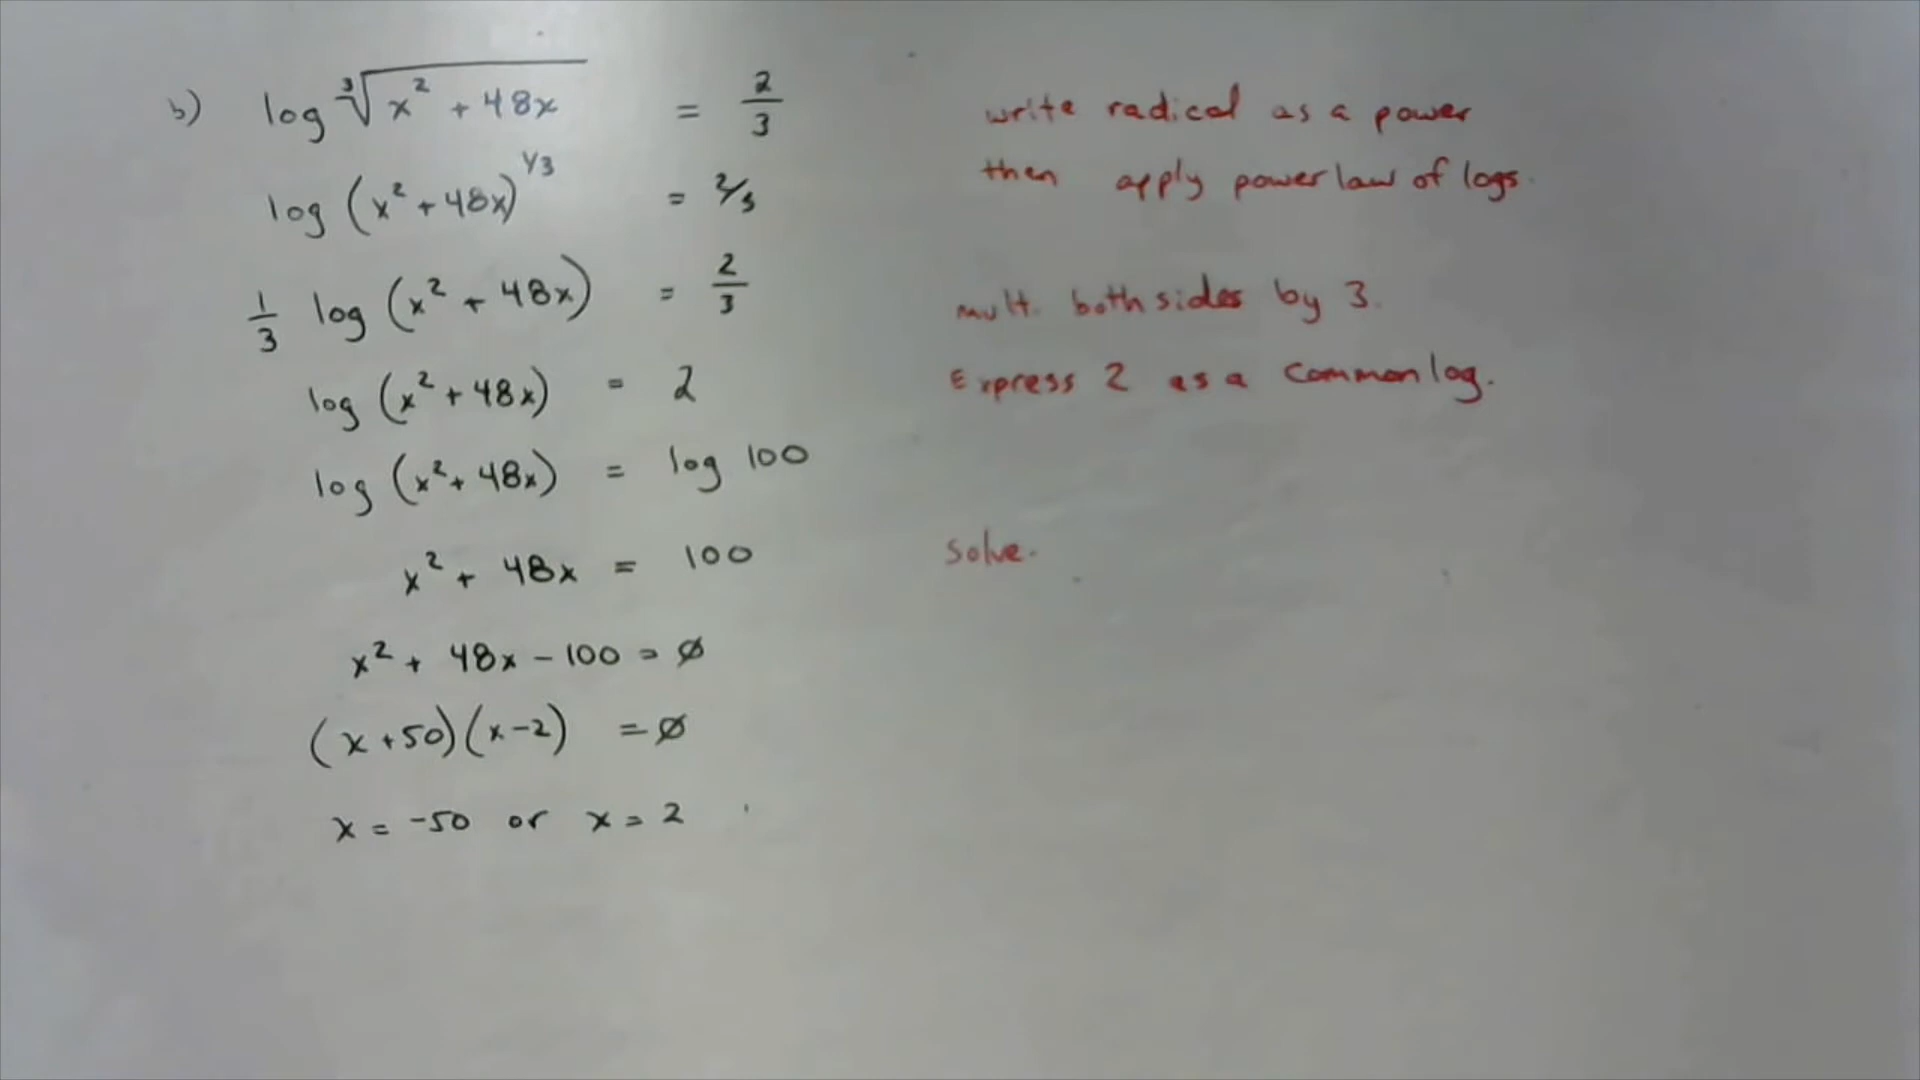 b) log ∛(x² + 48x) = 2/3
write radical as a power
log (x² + 48x)^1/3 = 2/3
then apply power law of logs.
1/3 log (x² + 48x) = 2/3
mult. both sides by 3.
log (x² + 48x) = 2
Express 2 as a common log.
log (x² + 48x) = log 100
x² + 48x = 100
solve.
x² + 48x - 100 = ∅
(x + 50)(x - 2) = ∅
x = -50 or x = 2